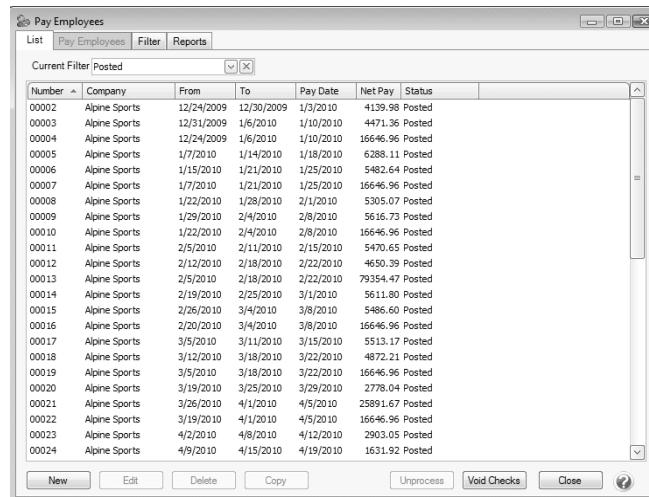 Pay Employees
List Pay Employees Filter Reports
Current Filter Posted
Number Company From To Pay Date Net Pay Status
00002 Alpine Sports 12/24/2009 12/30/2009 1/3/2010 4139.98 Posted
00003 Alpine Sports 12/31/2009 1/6/2010 1/10/2010 4471.36 Posted
00004 Alpine Sports 12/24/2009 1/6/2010 1/10/2010 16646.96 Posted
00005 Alpine Sports 1/7/2010 1/14/2010 1/18/2010 6288.11 Posted
00006 Alpine Sports 1/15/2010 1/21/2010 1/25/2010 5482.64 Posted
00007 Alpine Sports 1/7/2010 1/21/2010 1/25/2010 16646.96 Posted
00008 Alpine Sports 1/22/2010 1/28/2010 2/1/2010 5305.07 Posted
00009 Alpine Sports 1/29/2010 2/4/2010 2/8/2010 5616.73 Posted
00010 Alpine Sports 1/22/2010 2/4/2010 2/8/2010 16646.96 Posted
00011 Alpine Sports 2/5/2010 2/11/2010 2/15/2010 5470.65 Posted
00012 Alpine Sports 2/12/2010 2/18/2010 2/22/2010 4650.39 Posted
00013 Alpine Sports 2/5/2010 2/18/2010 2/22/2010 79354.47 Posted
00014 Alpine Sports 2/19/2010 2/25/2010 3/1/2010 5611.80 Posted
00015 Alpine Sports 2/26/2010 3/4/2010 3/8/2010 5486.60 Posted
00016 Alpine Sports 2/20/2010 3/4/2010 3/8/2010 16646.96 Posted
00017 Alpine Sports 3/5/2010 3/11/2010 3/15/2010 5513.17 Posted
00018 Alpine Sports 3/12/2010 3/18/2010 3/22/2010 4872.21 Posted
00019 Alpine Sports 3/5/2010 3/18/2010 3/22/2010 16646.96 Posted
00020 Alpine Sports 3/19/2010 3/25/2010 3/29/2010 2778.04 Posted
00021 Alpine Sports 3/26/2010 4/1/2010 4/5/2010 25891.67 Posted
00022 Alpine Sports 3/19/2010 4/1/2010 4/5/2010 16646.96 Posted
00023 Alpine Sports 4/2/2010 4/8/2010 4/12/2010 2903.05 Posted
00024 Alpine Sports 4/9/2010 4/15/2010 4/19/2010 1631.92 Posted
New Edit Delete Copy Unprocess Void Checks Close ?